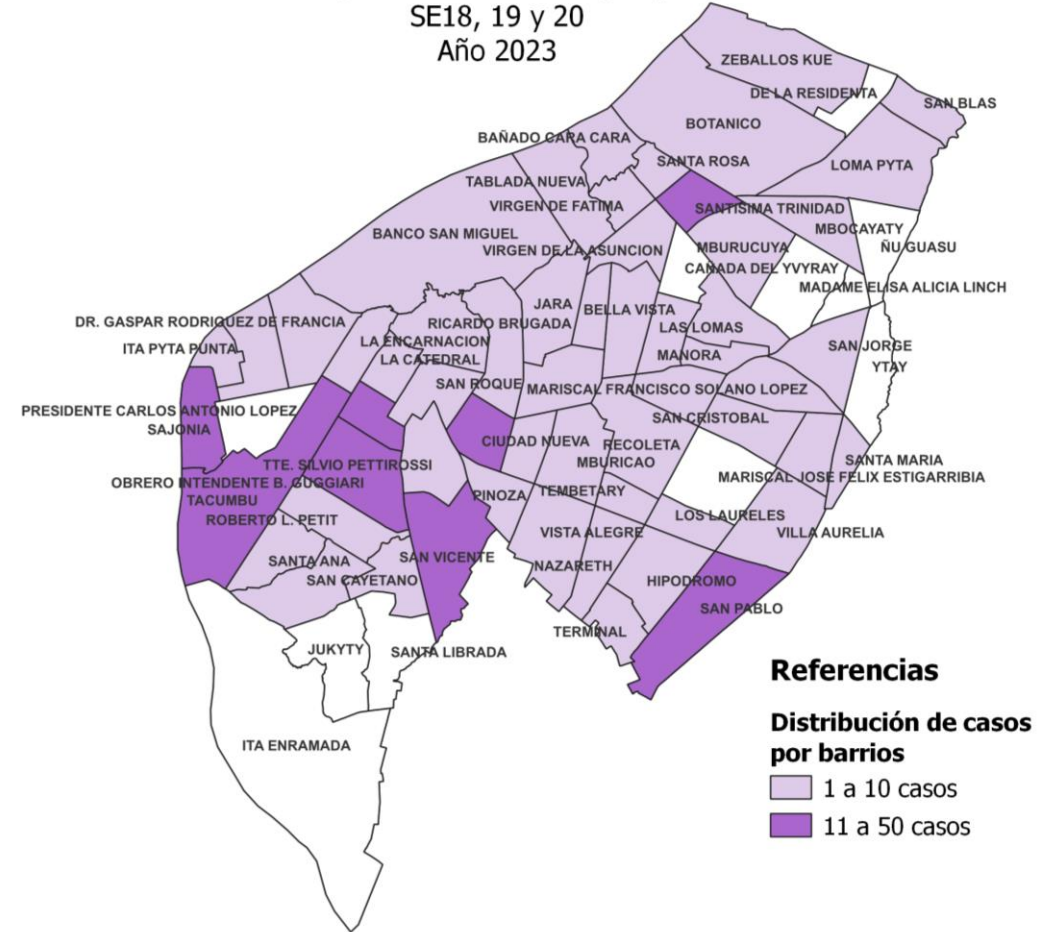 SE18, 19 y 20
Año 2023
ZEBALLOS KUE
DE LA RESIDENTA
SAN BLAS
BOTANICO
BAÑADO CARA CARA
SANTA ROSA
LOMA PYTA
TABLADA NUEVA
VIRGEN DE FATIMA
SANTISIMA TRINIDAD
MBOCAYATY
BANCO SAN MIGUEL
VIRGEN DE LA ASUNCION
MBURUCUYA
ÑU GUASU
CAÑADA DEL YVYRAY
MADAME ELISA ALICIA LINCH
JARA
BELLA VISTA
DR. GASPAR RODRIGUEZ DE FRANCIA
RICARDO BRUGADA
LAS LOMAS
LA ENCARNACION
ITA PYTA PUNTA
LA CATEDRAL
MANORA
SAN JORGE
YTAY
SAN ROQUE
MARISCAL FRANCISCO SOLANO LOPEZ
PRESIDENTE CARLOS ANTONIO LOPEZ
SAJONIA
SAN CRISTOBAL
CIUDAD NUEVA
RECOLETA
MBURICAO
SANTA MARIA
TTE. SILVIO PETTIROSSI
MARISCAL JOSE FELIX ESTIGARRIBIA
OBRERO INTENDENTE B. GUGGIARI
TACUMBU
PINOZA
TEMBETARY
ROBERTO L. PETIT
LOS LAURELES
VISTA ALEGRE
VILLA AURELIA
SANTA ANA
SAN VICENTE
NAZARETH
SAN CAYETANO
HIPODROMO
SAN PABLO
TERMINAL
JUKYTY
SANTA LIBRADA
ITA ENRAMADA
Referencias
Distribución de casos
por barrios
1 a 10 casos
11 a 50 casos